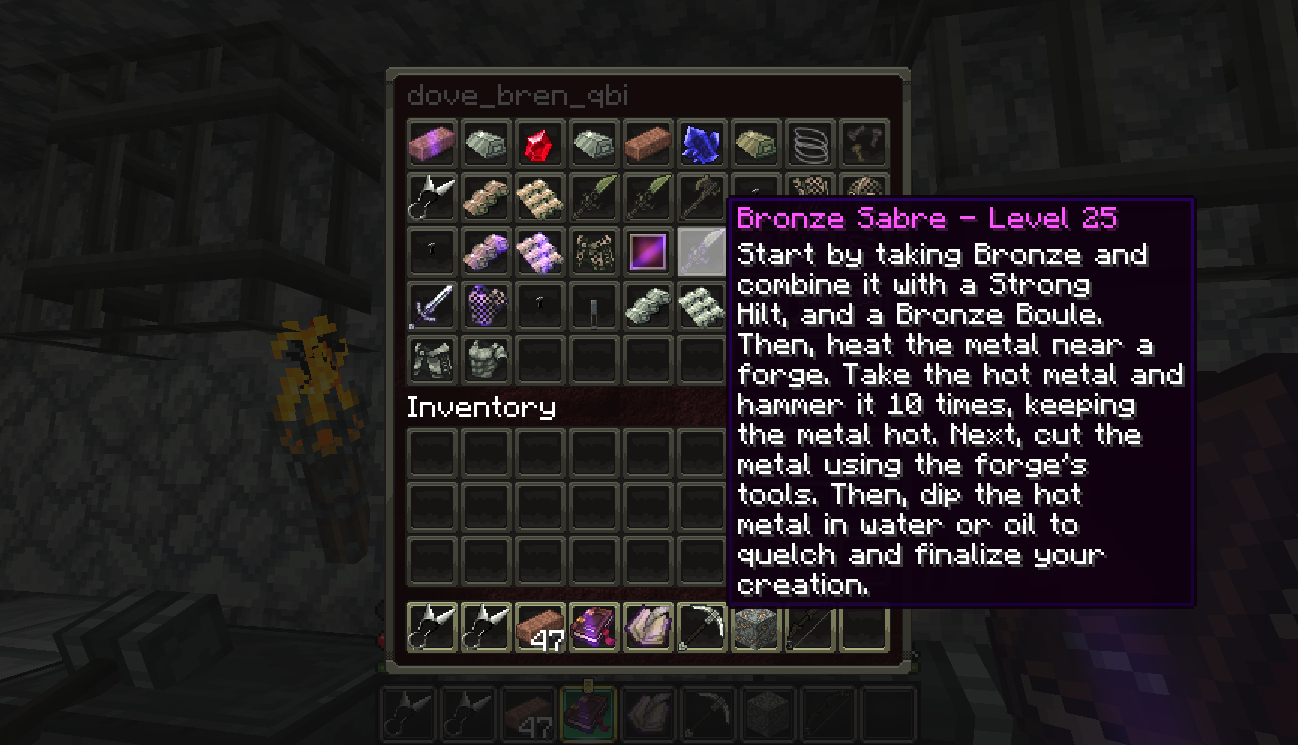 dove_bren_qbi
Bronze Sabre - Level 25
Start by taking Bronze and
combine it with a Strong
Hilt, and a Bronze Boule.
Then, heat the metal near a
forge. Take the hot metal and
hammer it 10 times, keeping
the metal hot. Next, cut the
metal using the forge's
tools. Then, dip the hot
metal in water or oil to
quelch and finalize your
creation.
Inventory
47
47